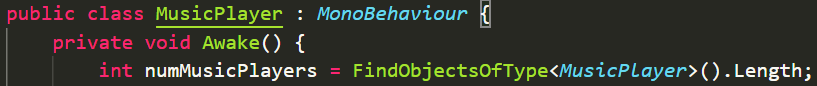 public class MusicPlayer : MonoBehaviour {
private void Awake() {
int numMusicPlayers = FindObjectsOfType<MusicPlayer>().Length;